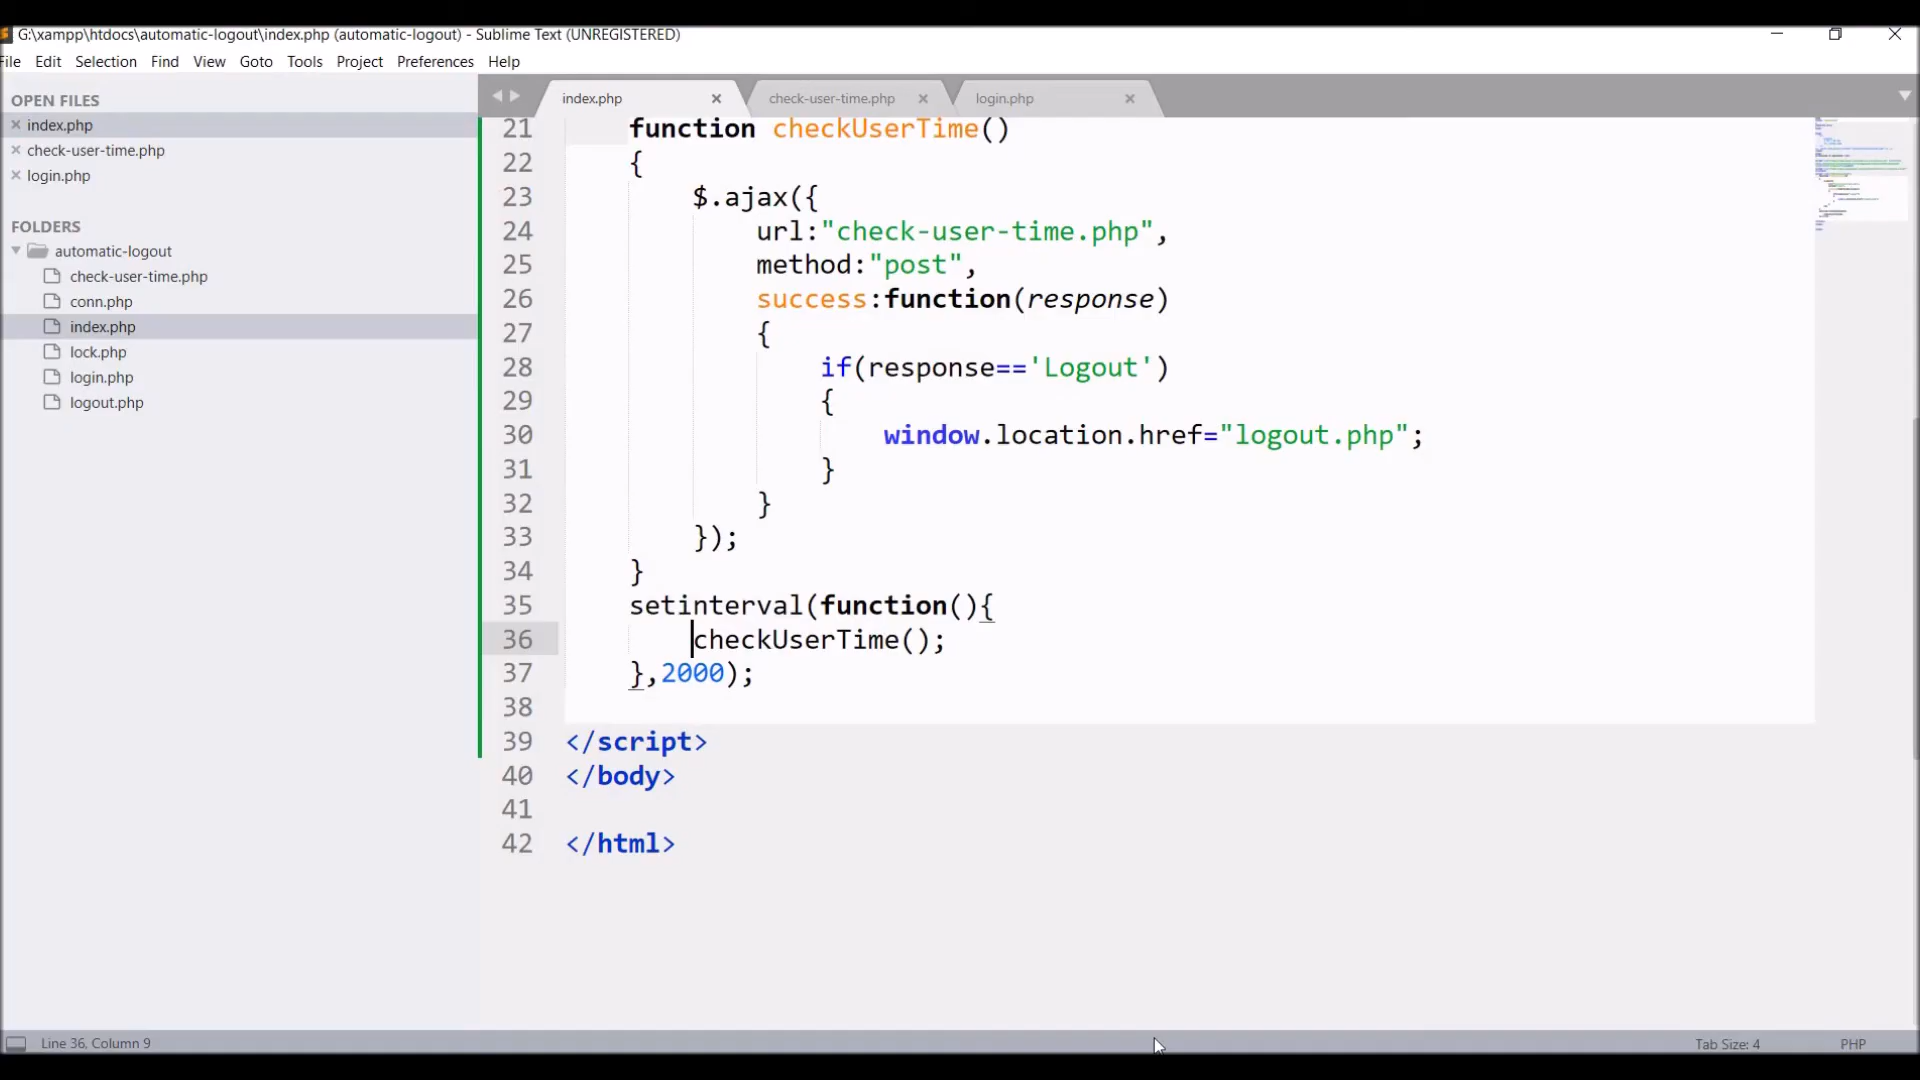 G:\xampp\htdocs\automatic-logout\index.php (automatic-logout) - Sublime Text (UNREGISTERED)
File Edit Selection Find View Goto Tools Project Preferences Help
OPEN FILES
index.php
check-user-time.php
login.php
FOLDERS
automatic-logout
check-user-time.php
conn.php
index.php
lock.php
login.php
logout.php
index.php check-user-time.php login.php
21 function checkUserTime()
22 {
23 $.ajax({
24 url:"check-user-time.php",
25 method:"post",
26 success:function(response)
27 {
28 if(response=='Logout')
29 {
30 window.location.href="logout.php";
31 }
32 }
33 });
34 }
35 setinterval(function(){
36 checkUserTime();
37 },2000);
38
39 </script>
40 </body>
41
42 </html>
Line 36, Column 9 Tab Size: 4 PHP